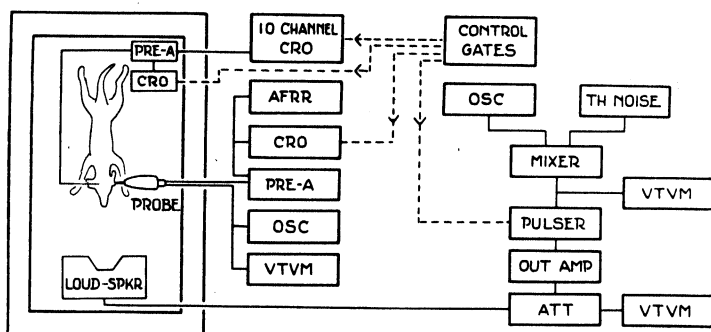 PRE-A
CRO
10 CHANNEL
CRO
CONTROL
GATES
AFRR
CRO
PRE-A
OSC
VTVM
PROBE
LOUD-SPKR
OSC
TH NOISE
MIXER
VTVM
PULSER
OUT AMP
ATT
VTVM